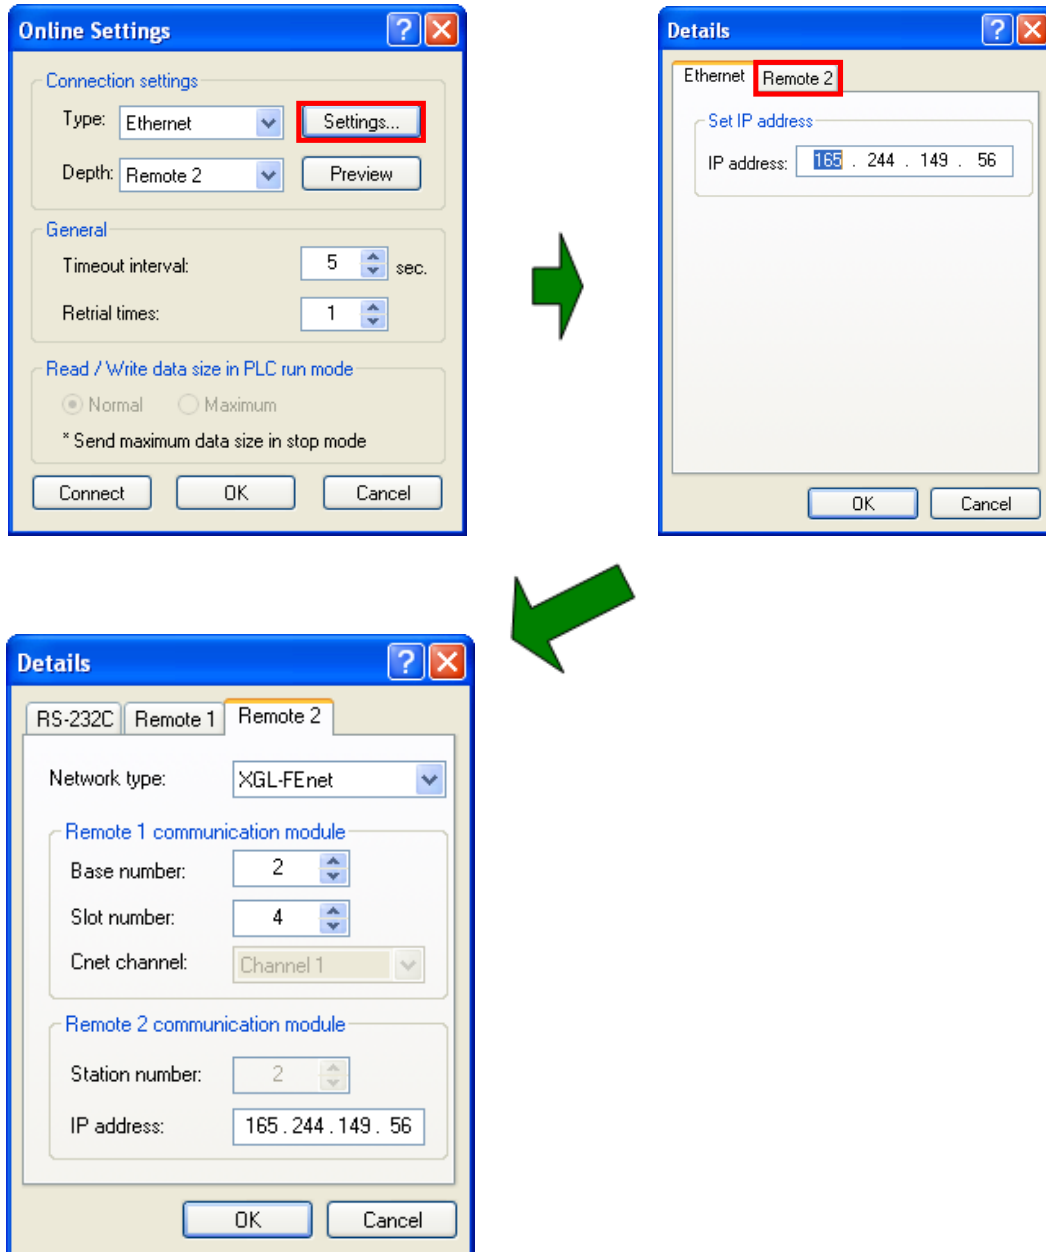 Online Settings
Connection settings
Type: Ethernet Settings...
Depth: Remote 2 Preview
General
Timeout interval: 5 sec.
Retrial times: 1
Read / Write data size in PLC run mode
Normal Maximum
* Send maximum data size in stop mode
Connect OK Cancel
Details
Ethernet Remote 2
Set IP address
IP address: 165 . 244 . 149 . 56
OK Cancel
Details
RS-232C Remote 1 Remote 2
Network type: XGL-FEnet
Remote 1 communication module
Base number: 2
Slot number: 4
Cnet channel: Channel 1
Remote 2 communication module
Station number: 2
IP address: 165 . 244 . 149 . 56
OK Cancel